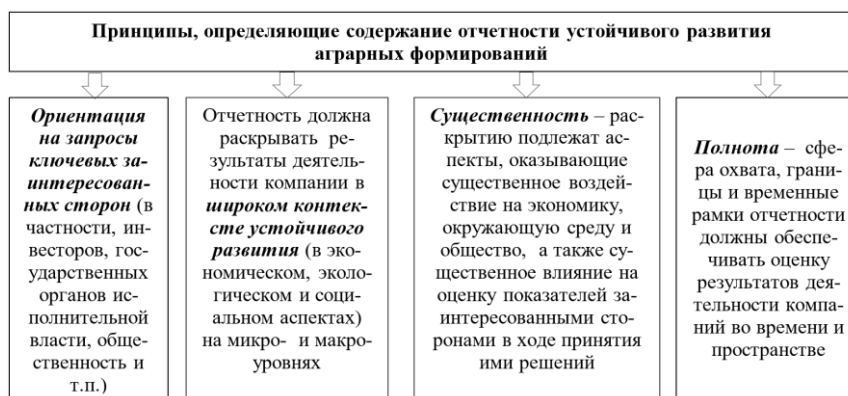 Принципы, определяющие содержание отчетности устойчивого развития
аграрных формирований
Ориентация
на запросы
ключевых за-
интересован-
ных сторон (в
частности, ин-
весторов, гос-
ударственных
органов ис-
полнительной
власти, обще-
ственность и
т.п.)
Отчетность должна
раскрывать ре-
зультаты деятель-
ности компании в
широком контек-
сте устойчивого
развития (в эко-
номическом, эколо-
гическом и соци-
альном аспектах)
на микро- и макро-
уровнях
Существенность – рас-
крытию подлежат ас-
пекты, оказывающие
существенное воздей-
ствие на экономику,
окружающую среду и
общество, а также су-
щественное влияние на
оценку показателей за-
интересованными сто-
ронами в ходе принятия
ими решений
Полнота – сфе-
ра охвата, грани-
цы и временные
рамки отчетности
должны обеспе-
чивать оценку
результатов дея-
тельности компа-
ний во времени и
пространстве